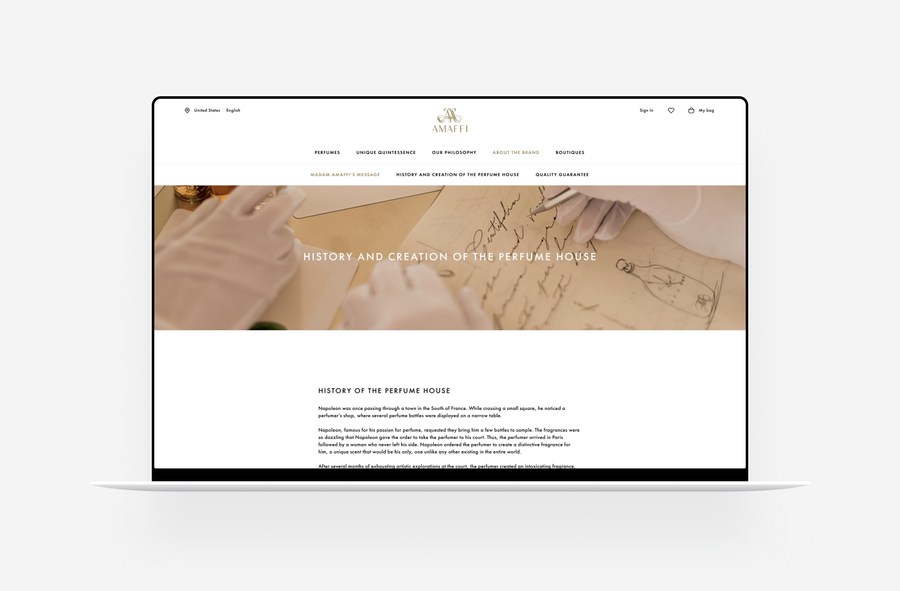 United States English
AMAFFI
Sign In
My bag
PERFUMES UNIQUE QUINTESSENCE OUR PHILOSOPHY ABOUT THE BRAND BOUTIQUES
MADAM AMAFFI'S MESSAGE HISTORY AND CREATION OF THE PERFUME HOUSE QUALITY GUARANTEE
HISTORY AND CREATION OF THE PERFUME HOUSE
HISTORY OF THE PERFUME HOUSE
Napoleon was once passing through a town in the South of France. While crossing a small square, he noticed a
perfumer's shop, where several perfume bottles were displayed on a narrow table.
Napoleon, famous for his passion for perfume, requested they bring him a few bottles to sample. The fragrances were
so dazzling that Napoleon gave the order to take the perfumer to his court. Thus, the perfumer arrived in Paris
followed by a woman who never left his side. Napoleon ordered the perfumer to create a distinctive fragrance for
him, a unique scent that would be his only, one unlike any other existing in the entire world.
After several months of exhausting artistic explorations at the court, the perfumer created an intoxicating fragrance,